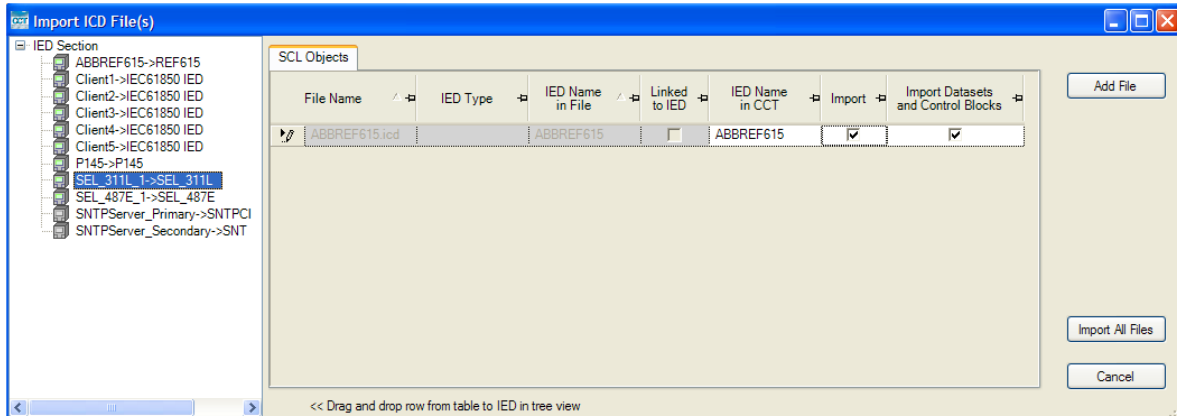 CCT Import ICD File(s)
IED Section
ABBREF615->REF615
Client1->IEC61850 IED
Client2->IEC61850 IED
Client3->IEC61850 IED
Client4->IEC61850 IED
Client5->IEC61850 IED
P145->P145
SEL_311L_1->SEL_311L
SEL_487E_1->SEL_487E
SNTPServer_Primary->SNTPCl
SNTPServer_Secondary->SNT
SCL Objects
File Name IED Type IED Name in File Linked to IED IED Name in CCT Import Import Datasets and Control Blocks
ABBREF615.icd ABBREF615 ABBREF615
<< Drag and drop row from table to IED in tree view
Add File
Import All Files
Cancel